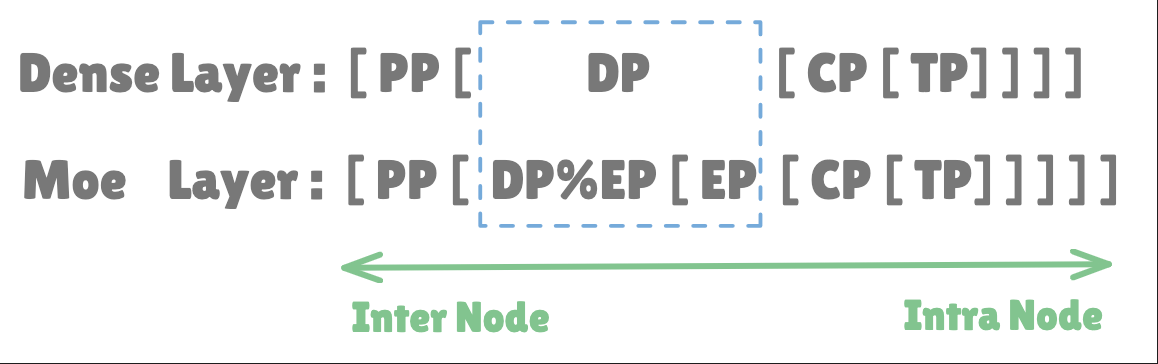 Dense Layer : [ PP [ DP [ CP [ TP] ] ] ]
Moe Layer : [ PP [ DP%EP [ EP [ CP [ TP] ] ] ] ]
Inter Node Intra Node